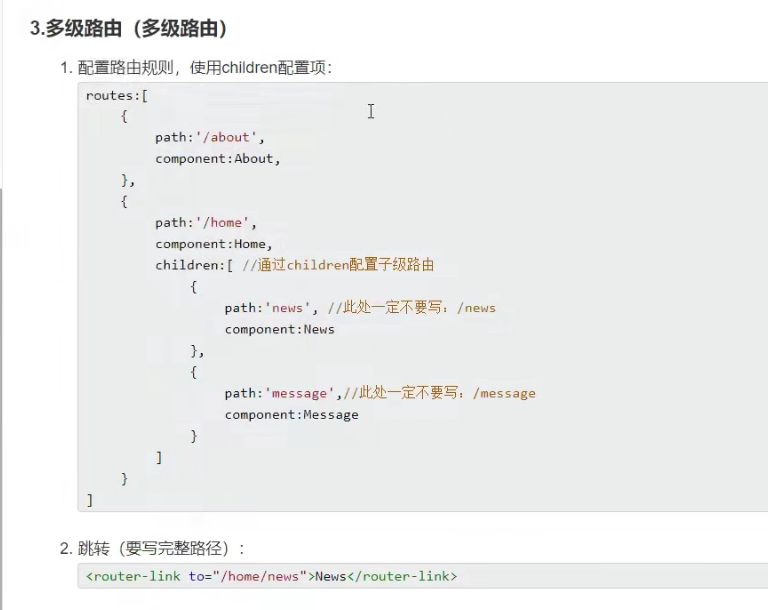 3.多级路由（多级路由）
1. 配置路由规则，使用children配置项：
routes:[
{
path:'/about',
component:About,
},
{
path:'/home',
component:Home,
children:[ //通过children配置子级路由
{
path:'news', //此处一定不要写：/news
component:News
},
{
path:'message',//此处一定不要写：/message
component:Message
}
]
}
]
2. 跳转（要写完整路径）：
<router-link to="/home/news">News</router-link>